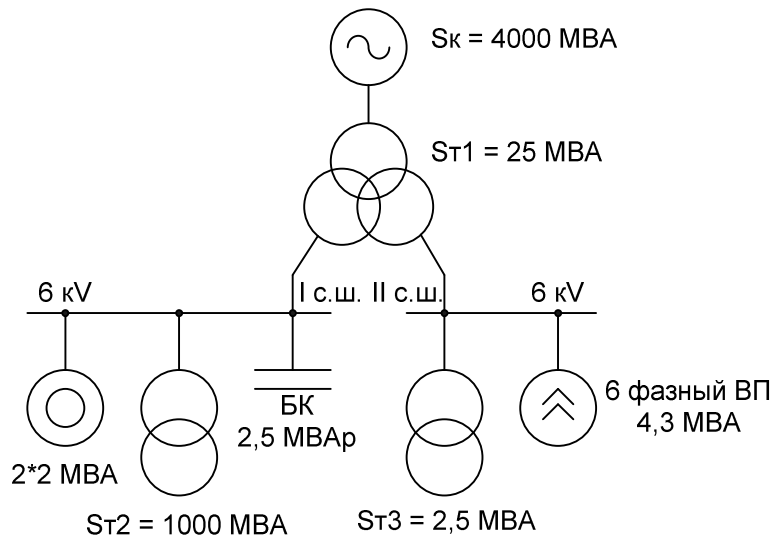 Sк = 4000 МВА
Sт1 = 25 МВА
6 кV
I с.ш.
II с.ш.
6 кV
БК
2,5 МВАр
6 фазный ВП
4,3 МВА
2*2 МВА
Sт2 = 1000 МВА
Sт3 = 2,5 МВА